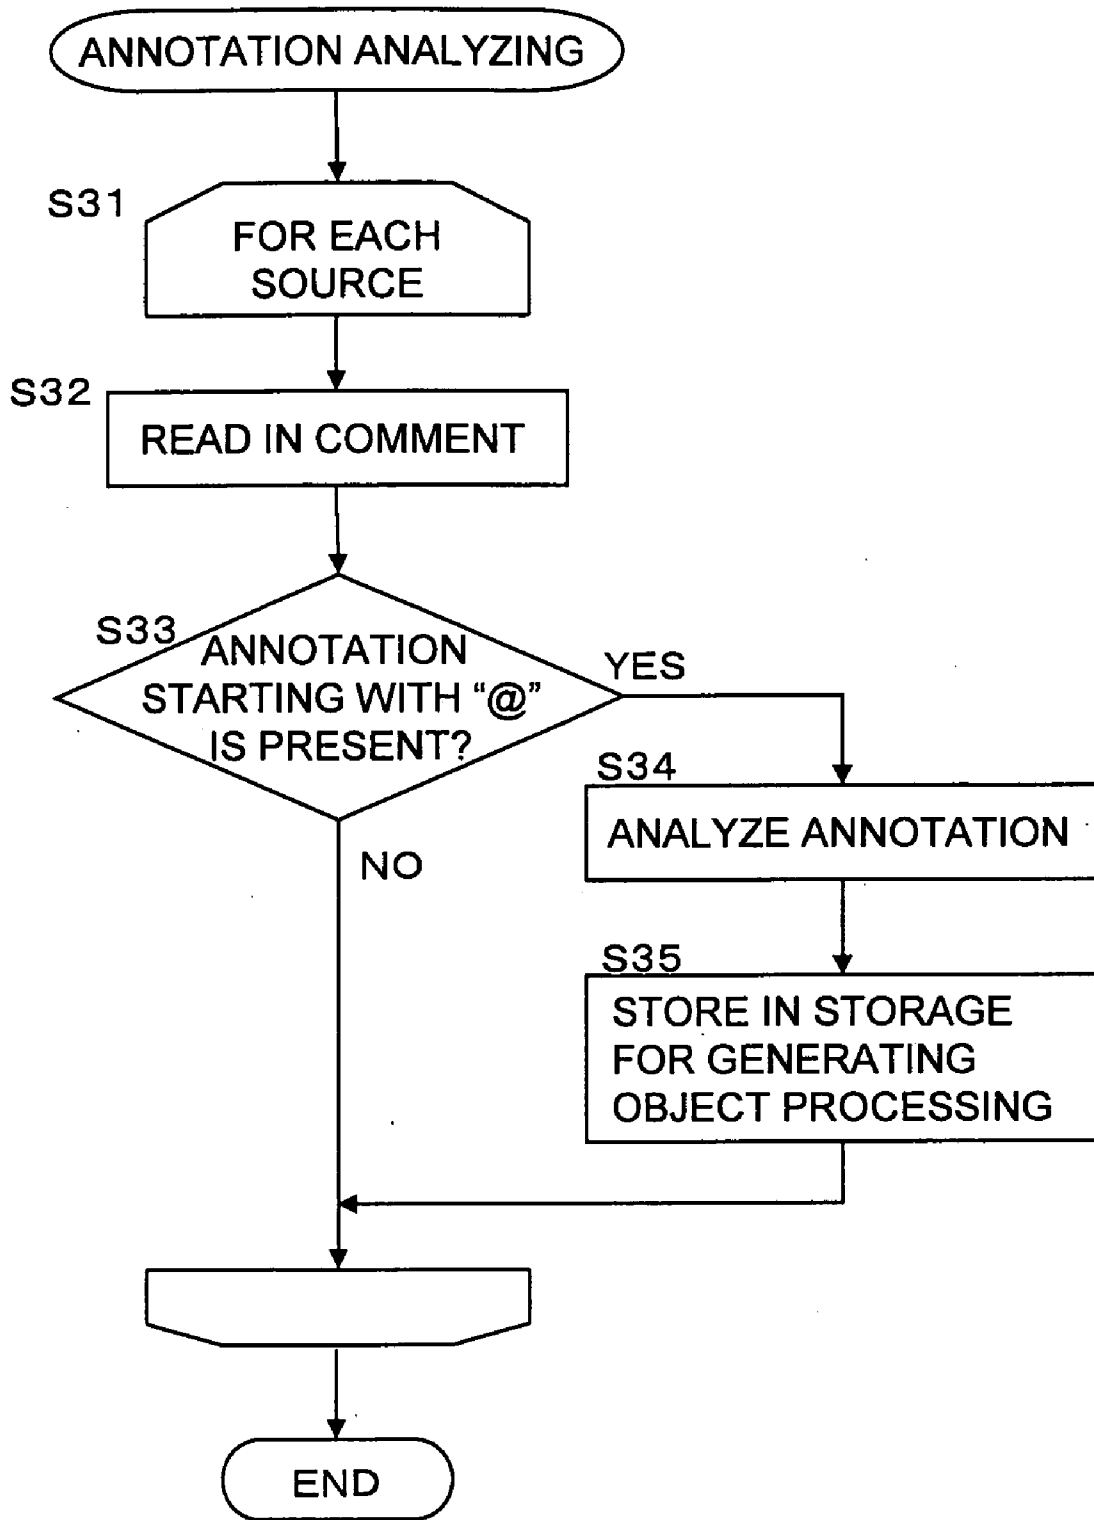 ANNOTATION ANALYZING
S31
FOR EACH
SOURCE
S32
READ IN COMMENT
S33
ANNOTATION
STARTING WITH “@”
IS PRESENT?
YES
NO
S34
ANALYZE ANNOTATION
S35
STORE IN STORAGE
FOR GENERATING
OBJECT PROCESSING
END